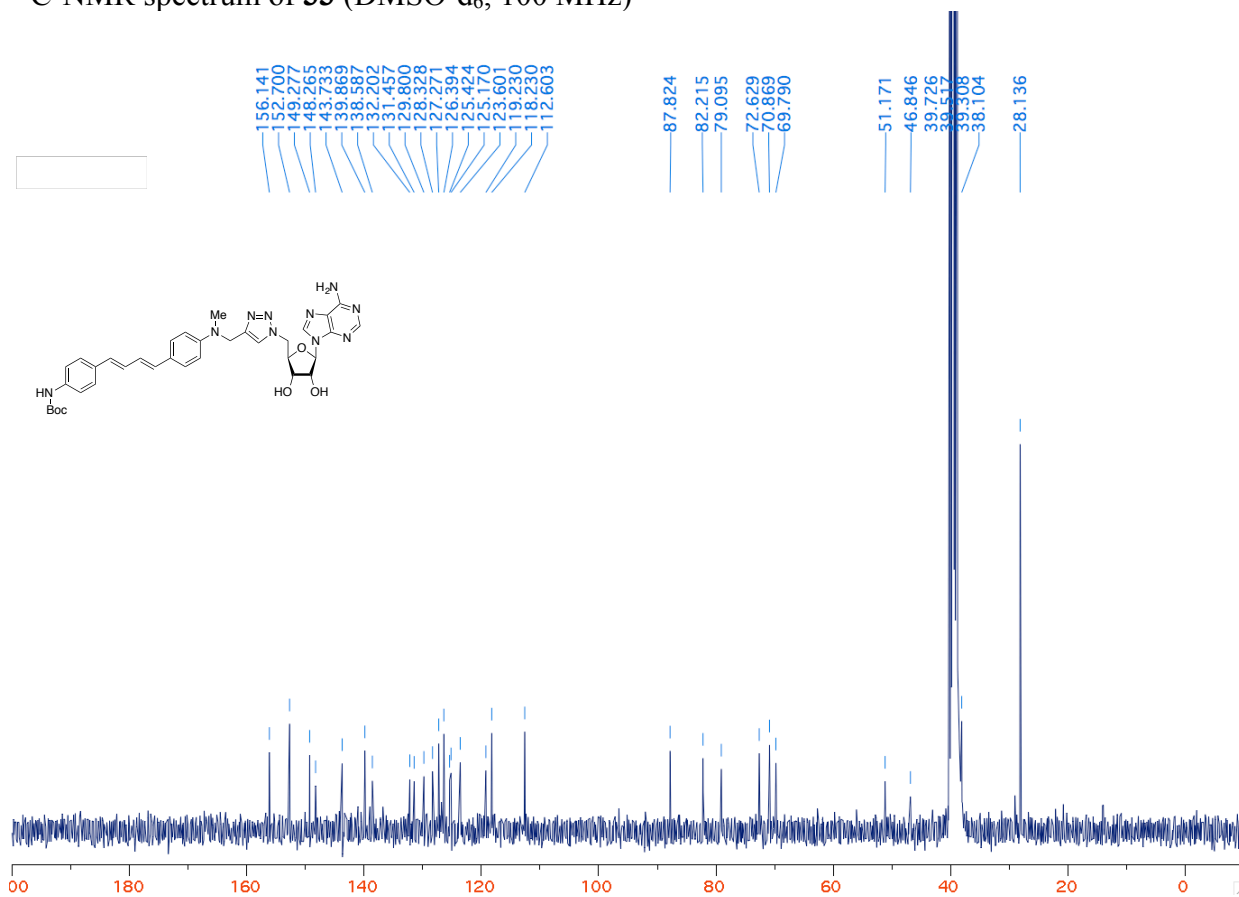 C NMR spectrum of (DMSO-d₆, 100 MHz)
156.141
152.700
149.277
148.265
143.733
139.869
138.587
132.202
131.457
129.800
128.328
127.271
126.394
125.424
125.170
123.601
119.230
118.230
112.603
87.824
82.215
79.095
72.629
70.869
69.790
51.171
46.846
39.726
39.517
39.308
38.104
28.136
H₂N
Me
N
N=N
N
N
N
N
N
N
O
HO OH
HN
Boc
00 180 160 140 120 100 80 60 40 20 0